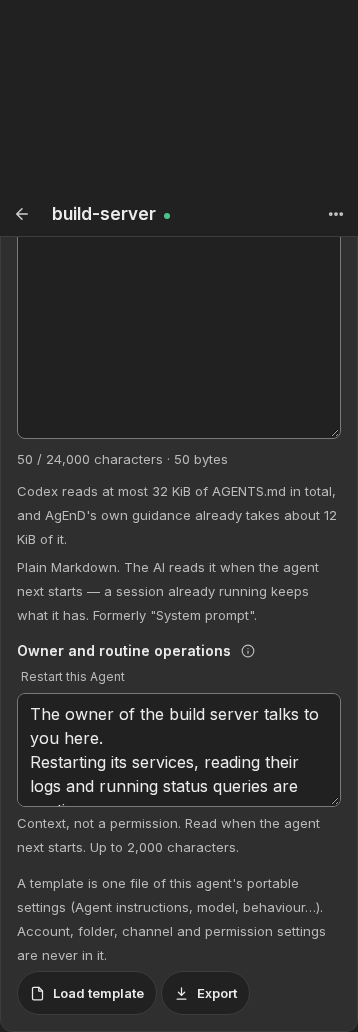 build-server
50 / 24,000 characters · 50 bytes
Codex reads at most 32 KiB of AGENTS.md in total,
and AgEnD's own guidance already takes about 12
KiB of it.
Plain Markdown. The AI reads it when the agent
next starts — a session already running keeps
what it has. Formerly "System prompt".
Owner and routine operations
Restart this Agent
The owner of the build server talks to
you here.
Restarting its services, reading their
logs and running status queries are
Context, not a permission. Read when the agent
next starts. Up to 2,000 characters.
A template is one file of this agent's portable
settings (Agent instructions, model, behaviour…).
Account, folder, channel and permission settings
are never in it.
Load template
Export